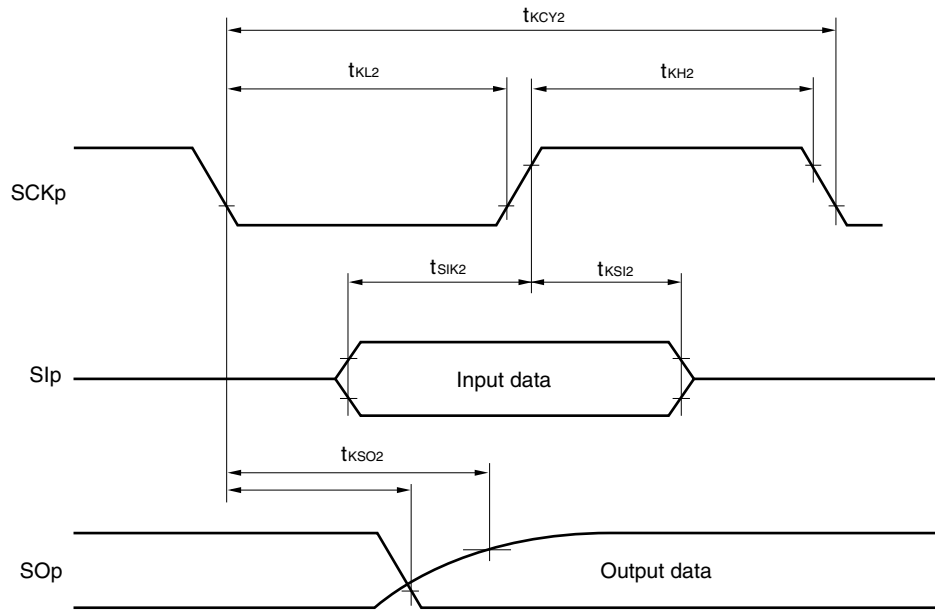 tKCY2
tKL2
tKH2
SCKp
tSIK2
tKSI2
SIp
Input data
tKSO2
SOp
Output data